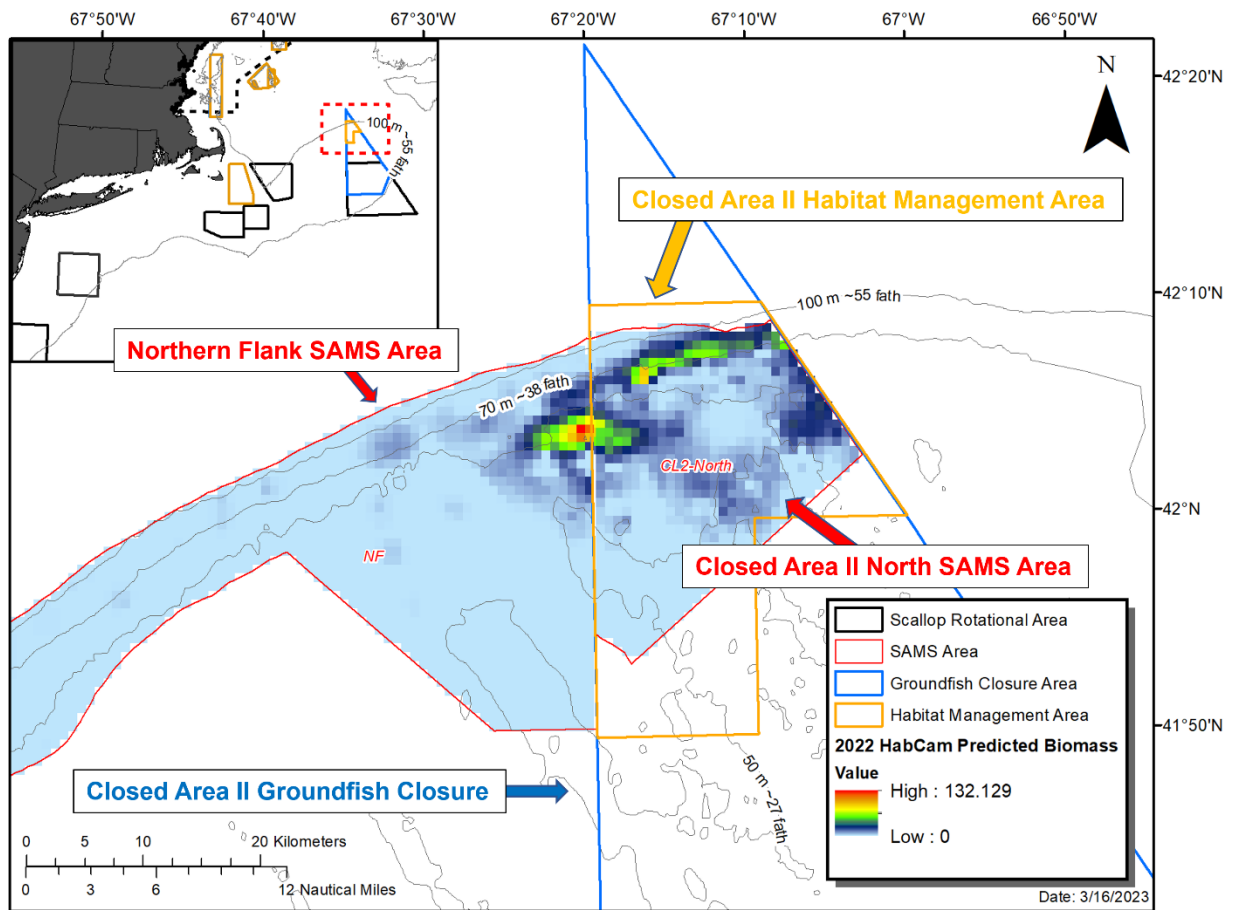 67°50'W 67°40'W 67°30'W 67°20'W 67°10'W 67°0'W 66°50'W
N
42°20'N
100 m ~55 fath
Closed Area II Habitat Management Area
42°10'N
100 m ~55 fath
Northern Flank SAMS Area
70 m ~38 fath
CL2-North
42°N
NF
Closed Area II North SAMS Area
Scallop Rotational Area
SAMS Area
Groundfish Closure Area
Habitat Management Area
2022 HabCam Predicted Biomass
Value
High : 132.129
Low : 0
41°50'N
50 m ~27 fath
Closed Area II Groundfish Closure
0 5 10 20 Kilometers
0 3 6 12 Nautical Miles
Date: 3/16/2023